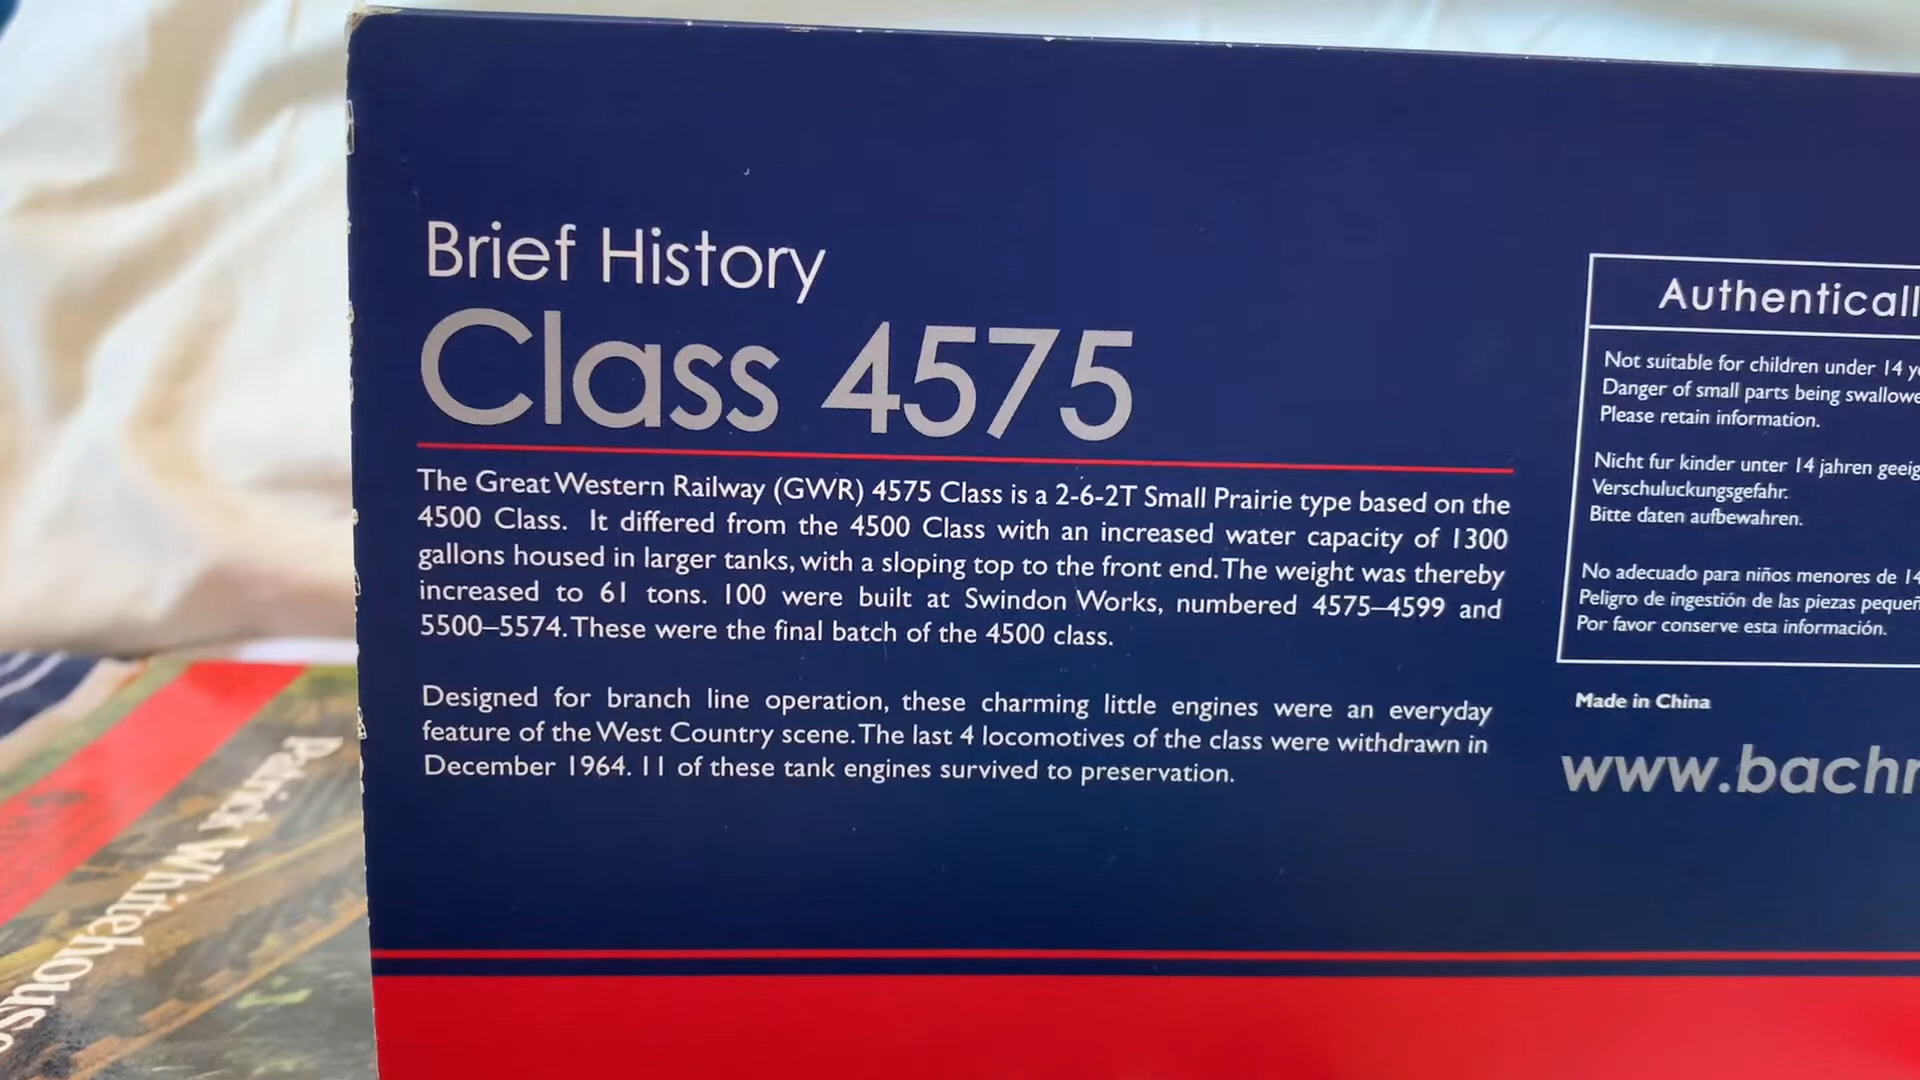 Brief History
Class 4575
The Great Western Railway (GWR) 4575 Class is a 2-6-2T Small Prairie type based on the
4500 Class. It differed from the 4500 Class with an increased water capacity of 1300
gallons housed in larger tanks, with a sloping top to the front end. The weight was thereby
increased to 61 tons. 100 were built at Swindon Works, numbered 4575–4599 and
5500–5574. These were the final batch of the 4500 class.
Designed for branch line operation, these charming little engines were an everyday
feature of the West Country scene. The last 4 locomotives of the class were withdrawn in
December 1964. 11 of these tank engines survived to preservation.
Authenticall
Not suitable for children under 14 y
Danger of small parts being swallowe
Please retain information.
Nicht fur kinder unter 14 jahren geeig
Verschuluckungsgefahr.
Bitte daten aufbewahren.
No adecuado para niños menores de 14
Peligro de ingestión de las piezas pequeñ
Por favor conserve esta información.
Made in China
www.bachr
Patrick Whitehouse